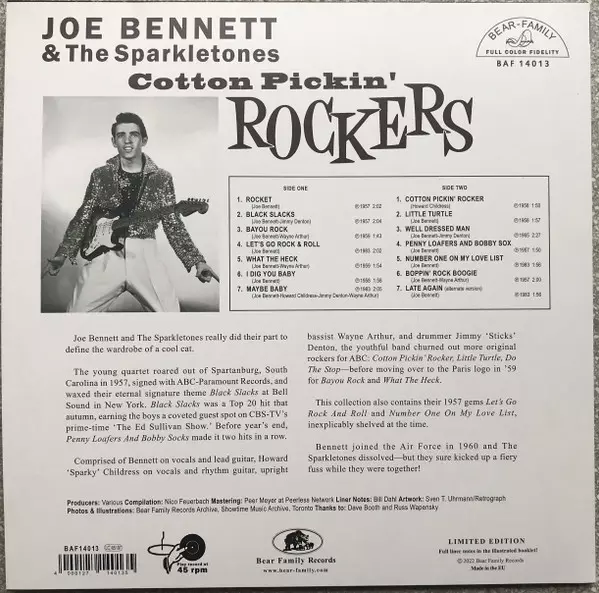 JOE BENNETT
& The Sparkletones
Cotton Pickin'
ROCKERS
BEAR-FAMILY
FULL COLOR FIDELITY
BAF 14013
SIDE ONE
1. ROCKET
(Joe Bennett) ℗1957 2:02
2. BLACK SLACKS
(Joe Bennett-Jimmy Denton) ℗1957 2:04
3. BAYOU ROCK
(Joe Bennett-Wayne Arthur) 1:43
4. LET'S GO ROCK & ROLL
(Joe Bennett) 2:02
5. WHAT THE HECK
(Joe Bennett-Wayne Arthur) ℗1959 1:54
6. I DIG YOU BABY
(Joe Bennett) 1:56
7. MAYBE BABY
(Joe Bennett-Howard Childress-Jimmy Denton-Wayne Arthur) 2:05
SIDE TWO
1. COTTON PICKIN' ROCKER
(Howard Childress) ℗1958 1:50
2. LITTLE TURTLE
(Joe Bennett) ℗1958 1:57
3. WELL DRESSED MAN
(Joe Bennett-Jimmy Denton) 2:27
4. PENNY LOAFERS AND BOBBY SOX
(Joe Bennett) ℗1957 1:50
5. NUMBER ONE ON MY LOVE LIST
(Joe Bennett-Wayne Arthur) 1:58
6. BOPPIN' ROCK BOOGIE
(Joe Bennett-Wayne Arthur) ℗1957 2:00
7. LATE AGAIN (alternate version)
(Joe Bennett) 1:58
Joe Bennett and The Sparkletones really did their part to
define the wardrobe of a cool cat.
The young quartet roared out of Spartanburg, South
Carolina in 1957, signed with ABC-Paramount Records, and
waxed their eternal signature theme Black Slacks at Bell
Sound in New York. Black Slacks was a Top 20 hit that
autumn, earning the boys a coveted guest spot on CBS-TV's
prime-time 'The Ed Sullivan Show.' Before year's end,
Penny Loafers And Bobby Socks made it two hits in a row.
Comprised of Bennett on vocals and lead guitar, Howard
'Sparky' Childress on vocals and rhythm guitar, upright
bassist Wayne Arthur, and drummer Jimmy 'Sticks'
Denton, the youthful band churned out more original
rockers for ABC: Cotton Pickin' Rocker, Little Turtle, Do
The Stop—before moving over to the Paris logo in '59
for Bayou Rock and What The Heck.
This collection also contains their 1957 gems Let's Go
Rock And Roll and Number One On My Love List,
inexplicably shelved at the time.
Bennett joined the Air Force in 1960 and The
Sparkletones dissolved—but they sure kicked up a fiery
fuss while they were together!
Producers: Various Compilation: Nico Feuerbach Mastering: Peer Meyer at Peerless Network Liner Notes: Bill Dahl Artwork: Sven T. Uhrmann/Retrograph
Photos & Illustrations: Bear Family Records Archive, Showtime Music Archive, Toronto Thanks to: Dave Booth and Russ Wapensky
BAF14013
Play record at
45 rpm
Bear Family Records
www.bear-family.com
LIMITED EDITION
Full liner notes in the illustrated booklet!
©2022 Bear Family Records
Made in the EU